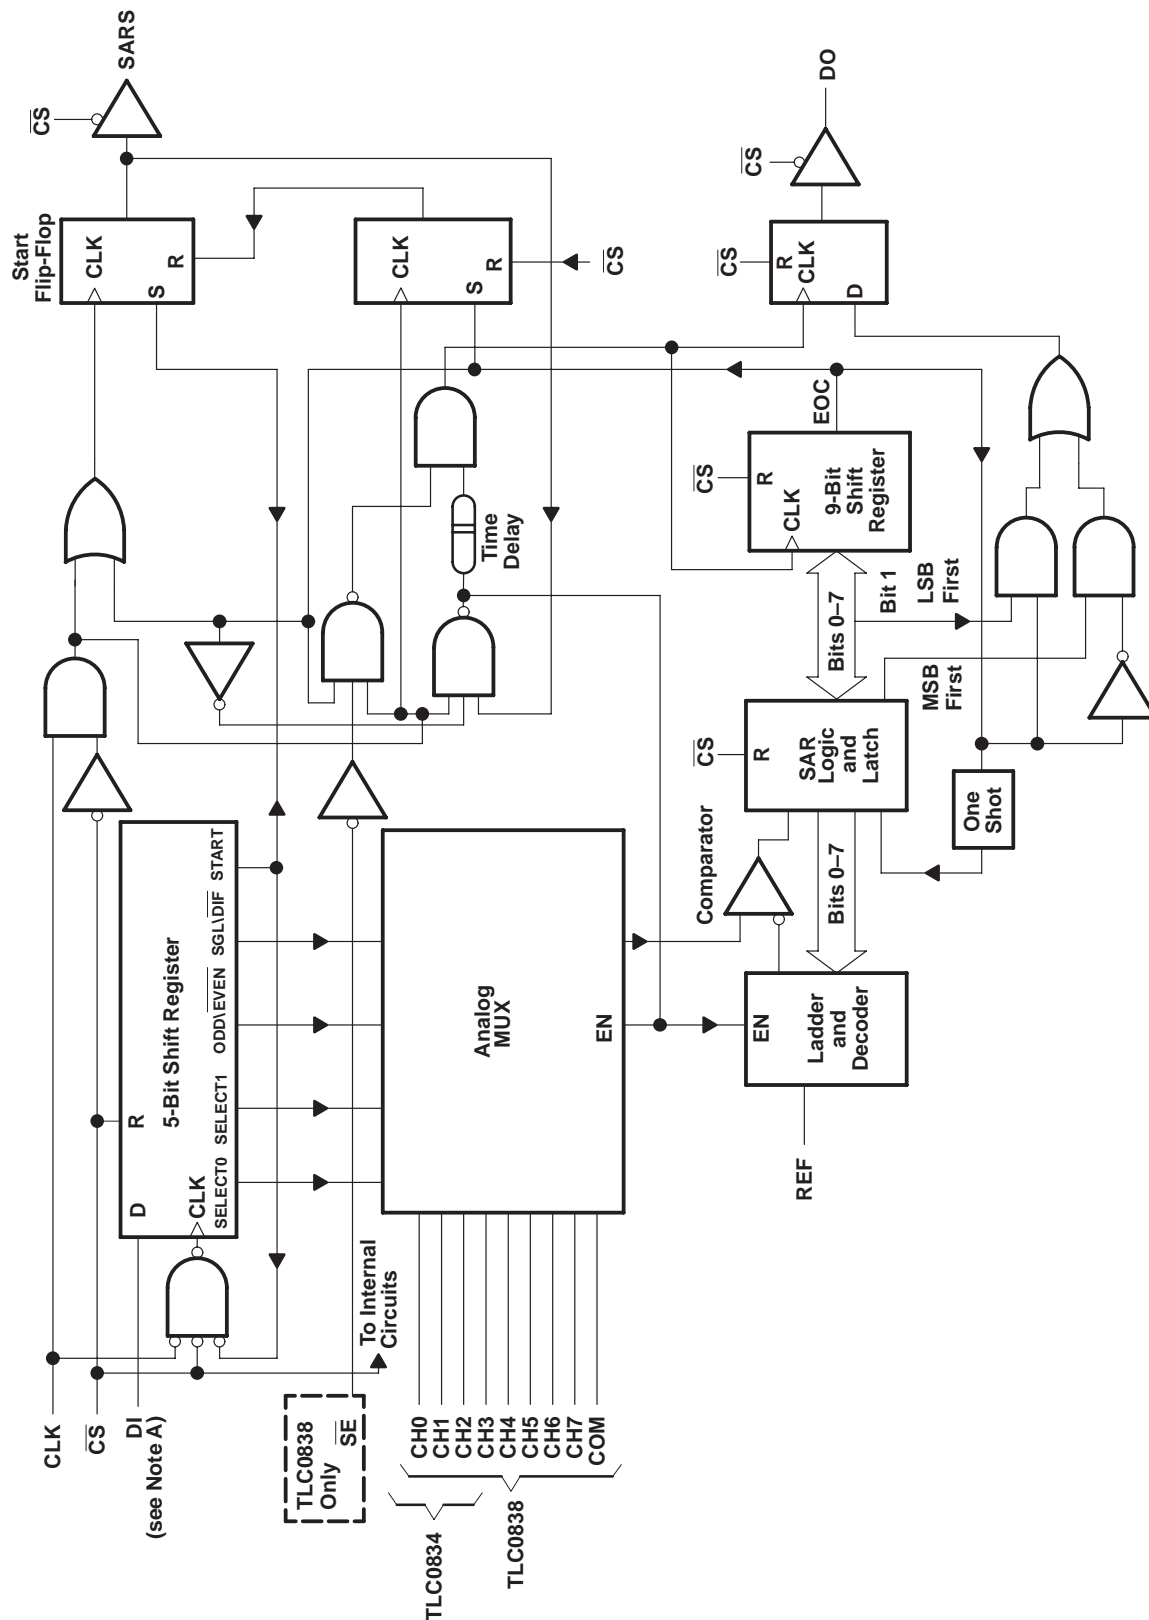 CLK
CS
DI
(see Note A)
D
R
5-Bit Shift Register
CLK
SELECT0
SELECT1
ODD\EVEN
SGL\DIF
START
To Internal
Circuits
TLC0838
Only
SE
CS
SARS
Start
Flip-Flop
CLK
S
R
CLK
S
R
CS
Time
Delay
CH0
CH1
CH2
CH3
CH4
CH5
CH6
CH7
COM
TLC0834
TLC0838
Analog
MUX
EN
Comparator
REF
EN
Ladder
and
Decoder
Bits 0–7
CS
R
SAR
Logic
and
Latch
Bits 0–7
Bit 1
MSB
First
LSB
First
One
Shot
CS
R
CLK
9-Bit
Shift
Register
EOC
CS
R
CLK
D
CS
DO